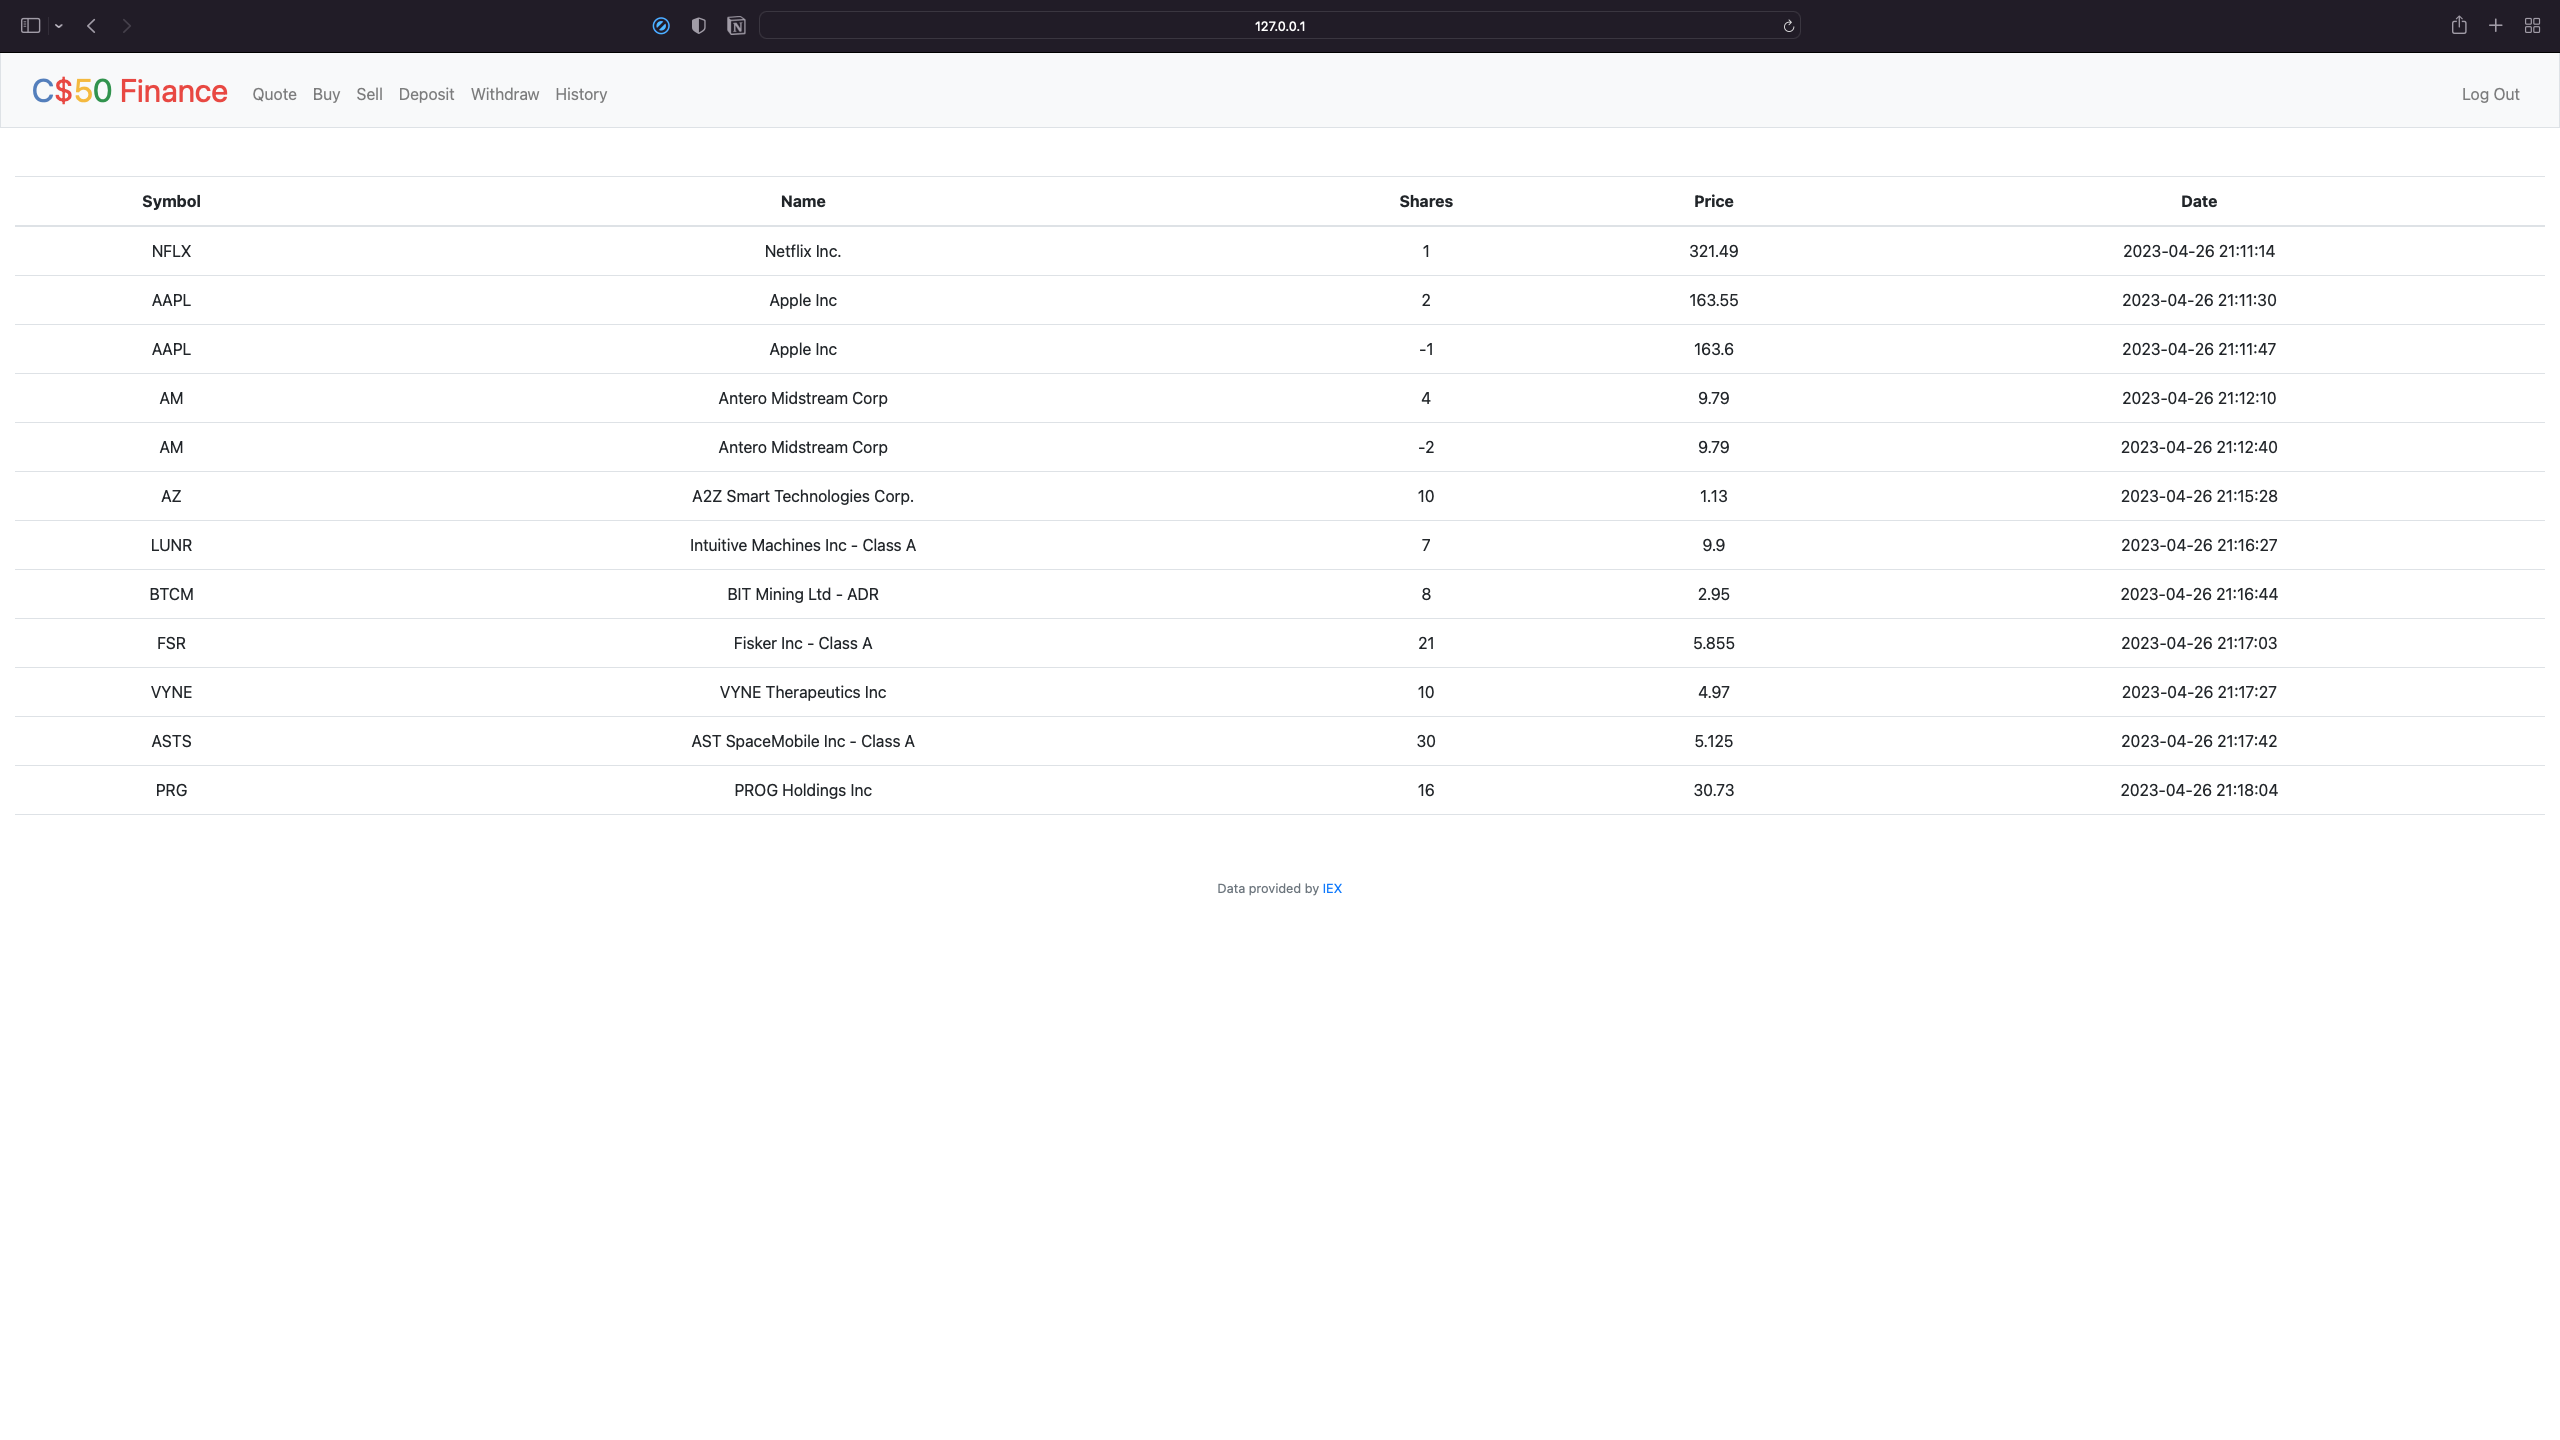 127.0.0.1
C$50 Finance Quote Buy Sell Deposit Withdraw History Log Out
Symbol Name Shares Price Date
NFLX Netflix Inc. 1 321.49 2023-04-26 21:11:14
AAPL Apple Inc 2 163.55 2023-04-26 21:11:30
AAPL Apple Inc -1 163.6 2023-04-26 21:11:47
AM Antero Midstream Corp 4 9.79 2023-04-26 21:12:10
AM Antero Midstream Corp -2 9.79 2023-04-26 21:12:40
AZ A2Z Smart Technologies Corp. 10 1.13 2023-04-26 21:15:28
LUNR Intuitive Machines Inc - Class A 7 9.9 2023-04-26 21:16:27
BTCM BIT Mining Ltd - ADR 8 2.95 2023-04-26 21:16:44
FSR Fisker Inc - Class A 21 5.855 2023-04-26 21:17:03
VYNE VYNE Therapeutics Inc 10 4.97 2023-04-26 21:17:27
ASTS AST SpaceMobile Inc - Class A 30 5.125 2023-04-26 21:17:42
PRG PROG Holdings Inc 16 30.73 2023-04-26 21:18:04
Data provided by IEX